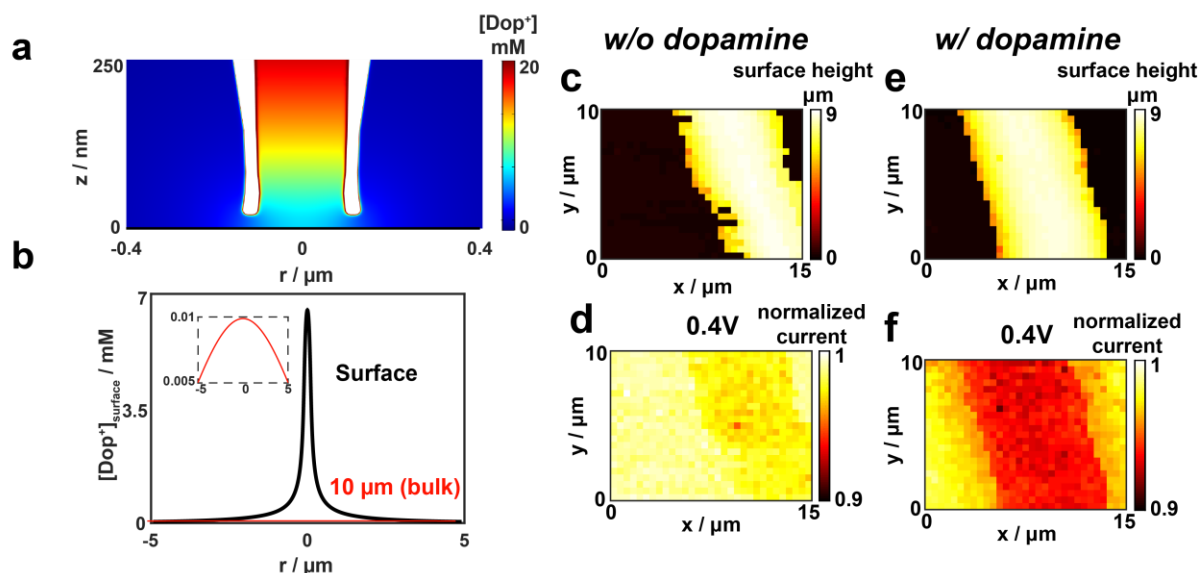 a
[Dop⁺]
mM
250
20
z / nm
0
0
-0.4
0
0.4
r / µm
b
7
[Dop⁺]surface / mM
3.5
0
0.01
0.005
-5
0
5
Surface
10 µm (bulk)
-5
0
5
r / µm
w/o dopamine
w/ dopamine
c
surface height
µm
10
9
y / µm
0
0
0
15
x / µm
e
surface height
µm
10
9
y / µm
0
0
0
15
x / µm
d
0.4V
normalized
current
10
1
y / µm
0
0.9
0
15
x / µm
f
0.4V
normalized
current
10
1
y / µm
0
0.9
0
15
x / µm